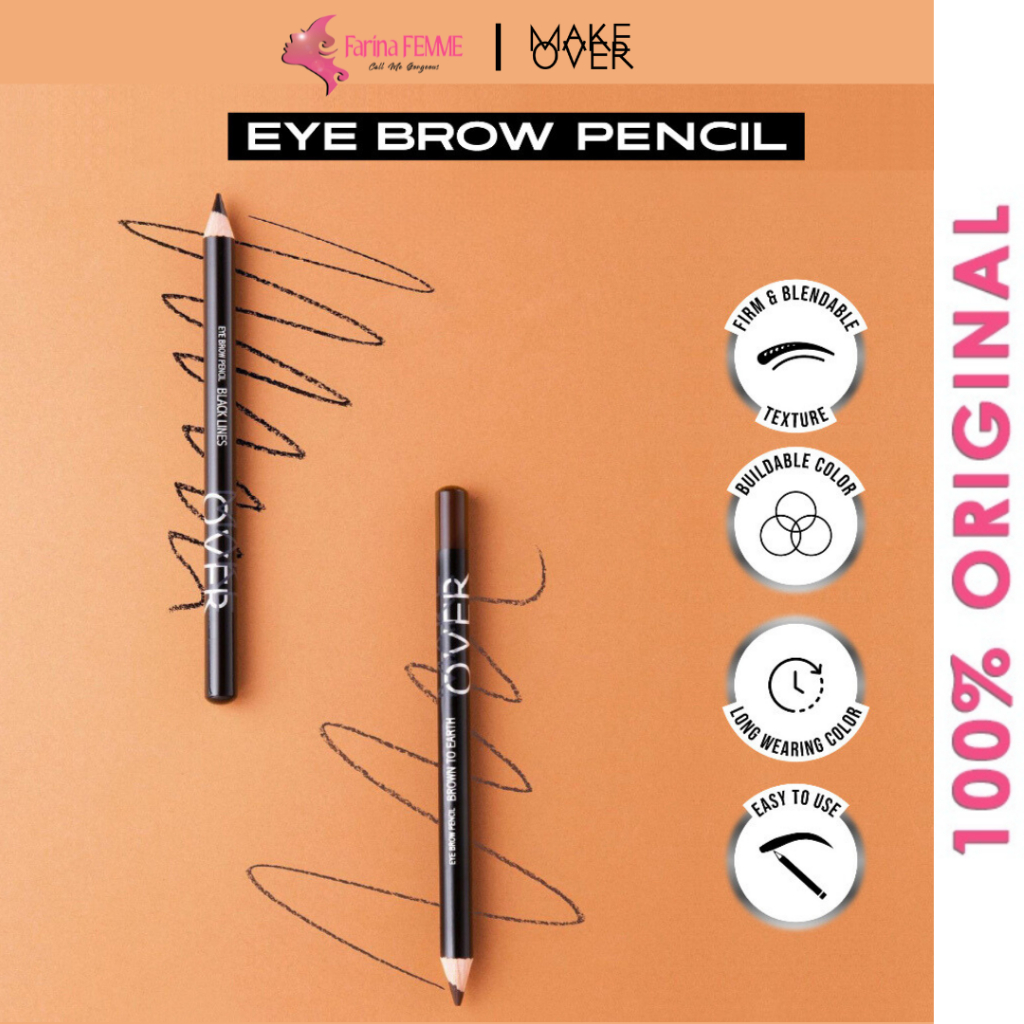 Farina FEMME
Call Me Gorgeous
MAKE
OVER
EYE BROW PENCIL
EYE BROW PENCIL BLACK LINES
OVER
OVER
EYE BROW PENCIL BROWN TO EARTH
FIRM & BLENDABLE
TEXTURE
BUILDABLE COLOR
LONG WEARING COLOR
EASY TO USE
100% ORIGINAL